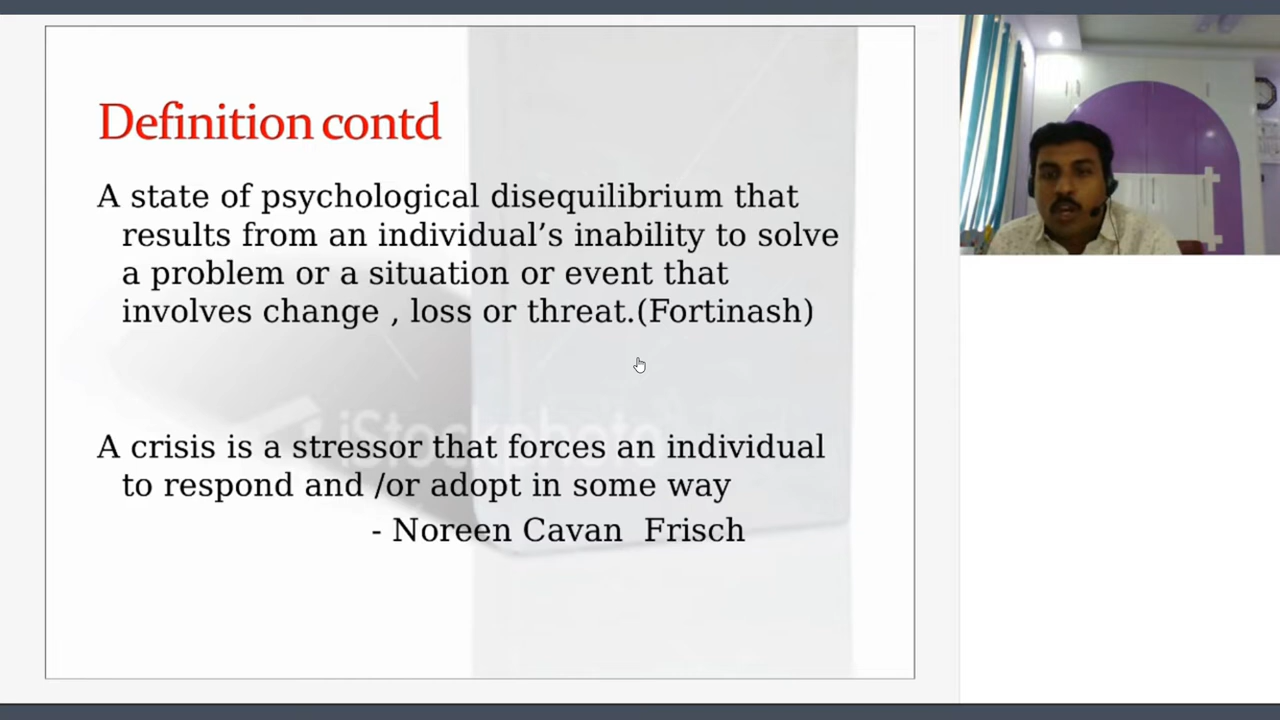 Definition contd
A state of psychological disequilibrium that
results from an individual’s inability to solve
a problem or a situation or event that
involves change , loss or threat.(Fortinash)
iStockphoto
A crisis is a stressor that forces an individual
to respond and /or adopt in some way
- Noreen Cavan  Frisch